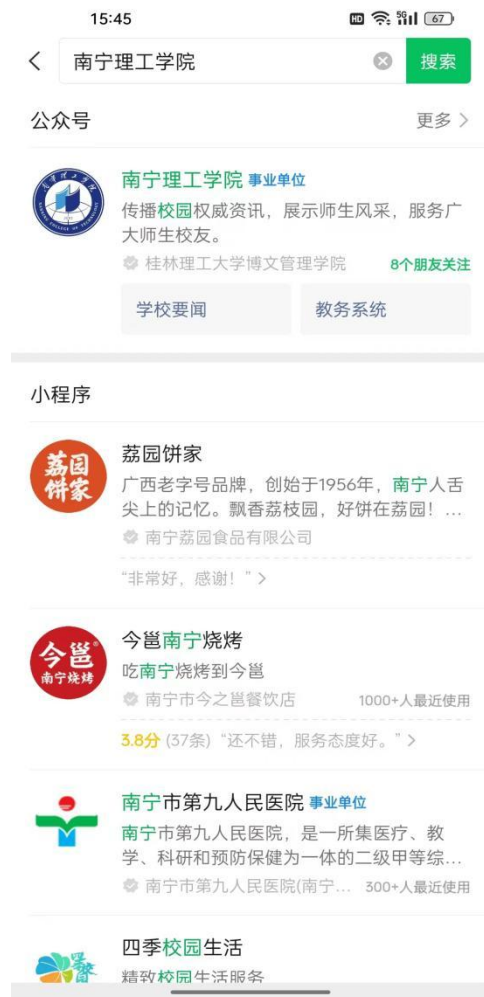 15:45
HD 5G 67
南宁理工学院
搜索
公众号
更多
南宁理工学院 事业单位
传播校园权威资讯，展示师生风采，服务广
大师生校友。
桂林理工大学博文管理学院 8个朋友关注
学校要闻 教务系统
小程序
荔园饼家
荔园
饼家
广西老字号品牌，创始于1956年，南宁人舌
尖上的记忆。飘香荔枝园，好饼在荔园！...
南宁荔园食品有限公司
“非常好，感谢！”
今邕南宁烧烤
今邕
南宁烧烤
吃南宁烧烤到今邕
南宁市今之邕餐饮店 1000+人最近使用
3.8分 (37条) “还不错，服务态度好。”
南宁市第九人民医院 事业单位
南宁市第九人民医院，是一所集医疗、教
学、科研和预防保健为一体的二级甲等综...
南宁市第九人民医院(南宁... 300+人最近使用
四季校园生活
精致校园生活服务